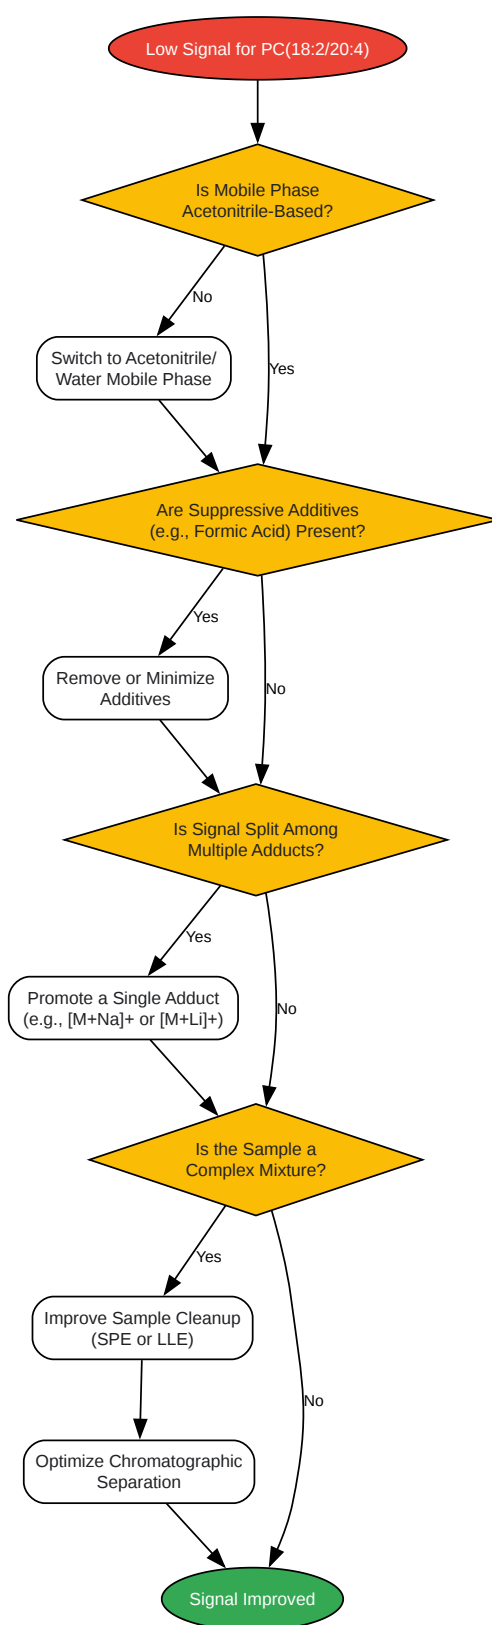 Low Signal for PC(18:2/20:4)
Is Mobile Phase
Acetonitrile-Based?
No
Yes
Switch to Acetonitrile/
Water Mobile Phase
Are Suppressive Additives
(e.g., Formic Acid) Present?
Yes
No
Remove or Minimize
Additives
Is Signal Split Among
Multiple Adducts?
Yes
No
Promote a Single Adduct
(e.g., [M+Na]+ or [M+Li]+)
Is the Sample a
Complex Mixture?
Yes
No
Improve Sample Cleanup
(SPE or LLE)
Optimize Chromatographic
Separation
Signal Improved